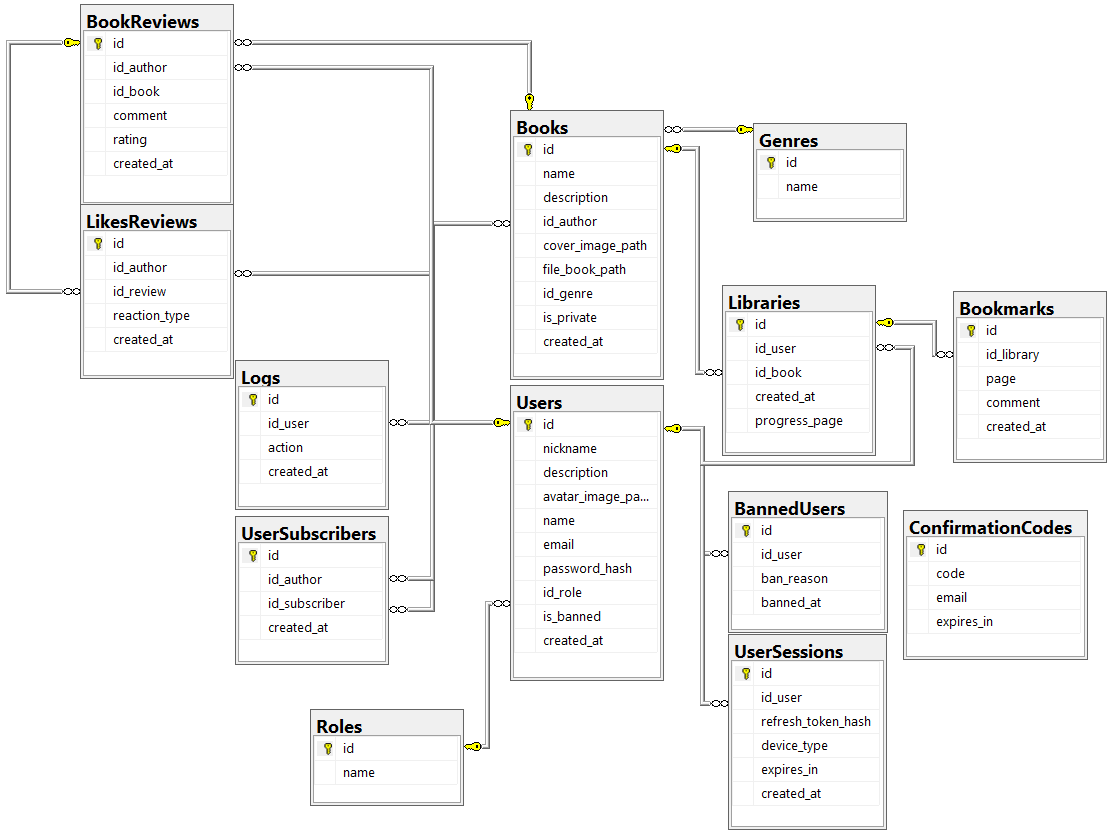 BookReviews
id
id_author
id_book
comment
rating
created_at
LikesReviews
id
id_author
id_review
reaction_type
created_at
Books
id
name
description
id_author
cover_image_path
file_book_path
id_genre
is_private
created_at
Genres
id
name
Libraries
id
id_user
id_book
created_at
progress_page
Bookmarks
id
id_library
page
comment
created_at
Logs
id
id_user
action
created_at
Users
id
nickname
description
avatar_image_pa...
name
email
password_hash
id_role
is_banned
created_at
UserSubscribers
id
id_author
id_subscriber
created_at
BannedUsers
id
id_user
ban_reason
banned_at
ConfirmationCodes
id
code
email
expires_in
UserSessions
id
id_user
refresh_token_hash
device_type
expires_in
created_at
Roles
id
name